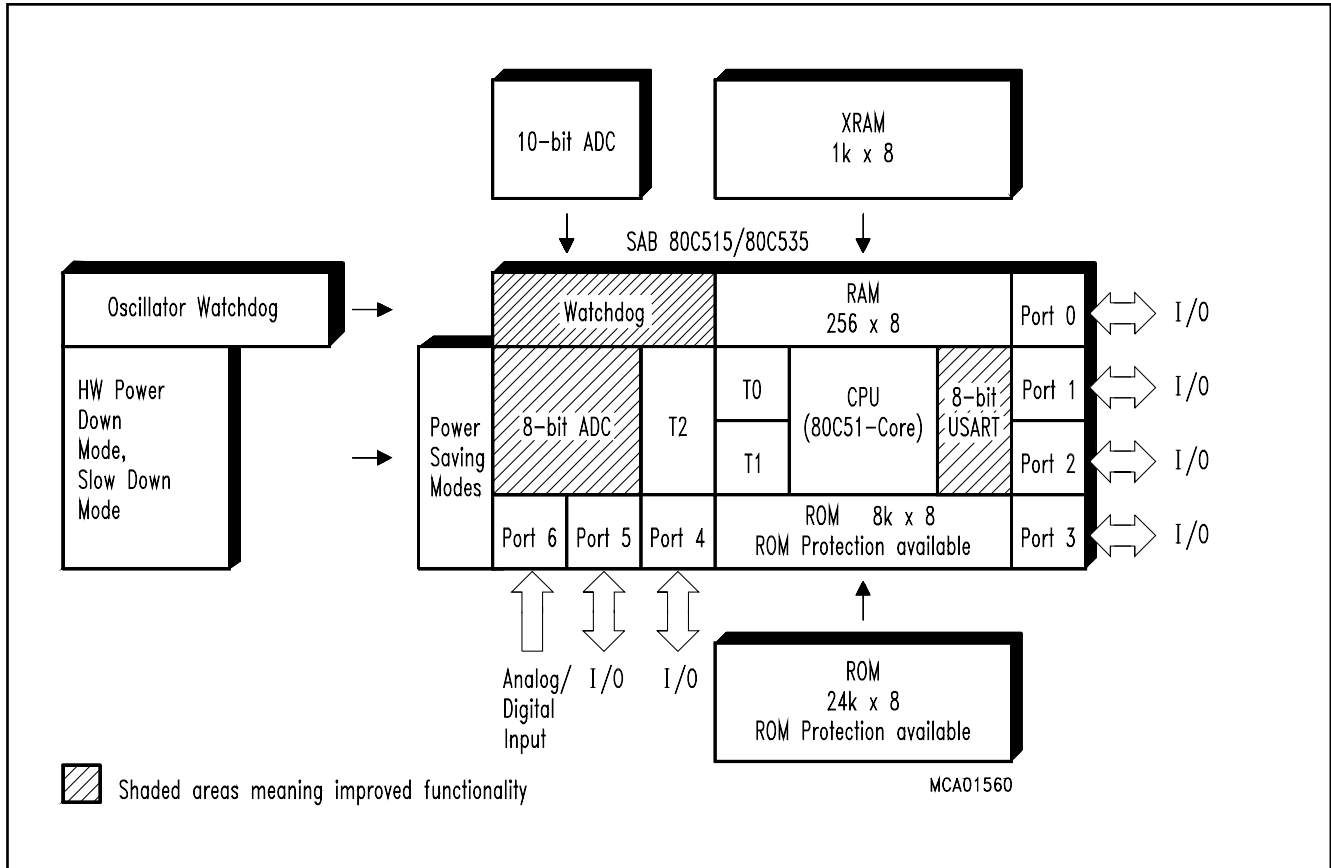 10-bit ADC
XRAM
1k x 8
SAB 80C515/80C535
Oscillator Watchdog
Watchdog
RAM
256 x 8
Port 0
I/O
HW Power
Down
Mode,
Slow Down
Mode
Power
Saving
Modes
8-bit ADC
T2
T0
T1
CPU
(80C51-Core)
8-bit
USART
Port 1
I/O
Port 2
I/O
Port 6
Port 5
Port 4
ROM 8k x 8
ROM Protection available
Port 3
I/O
Analog/
Digital
Input
I/O
I/O
ROM
24k x 8
ROM Protection available
MCA01560
Shaded areas meaning improved functionality